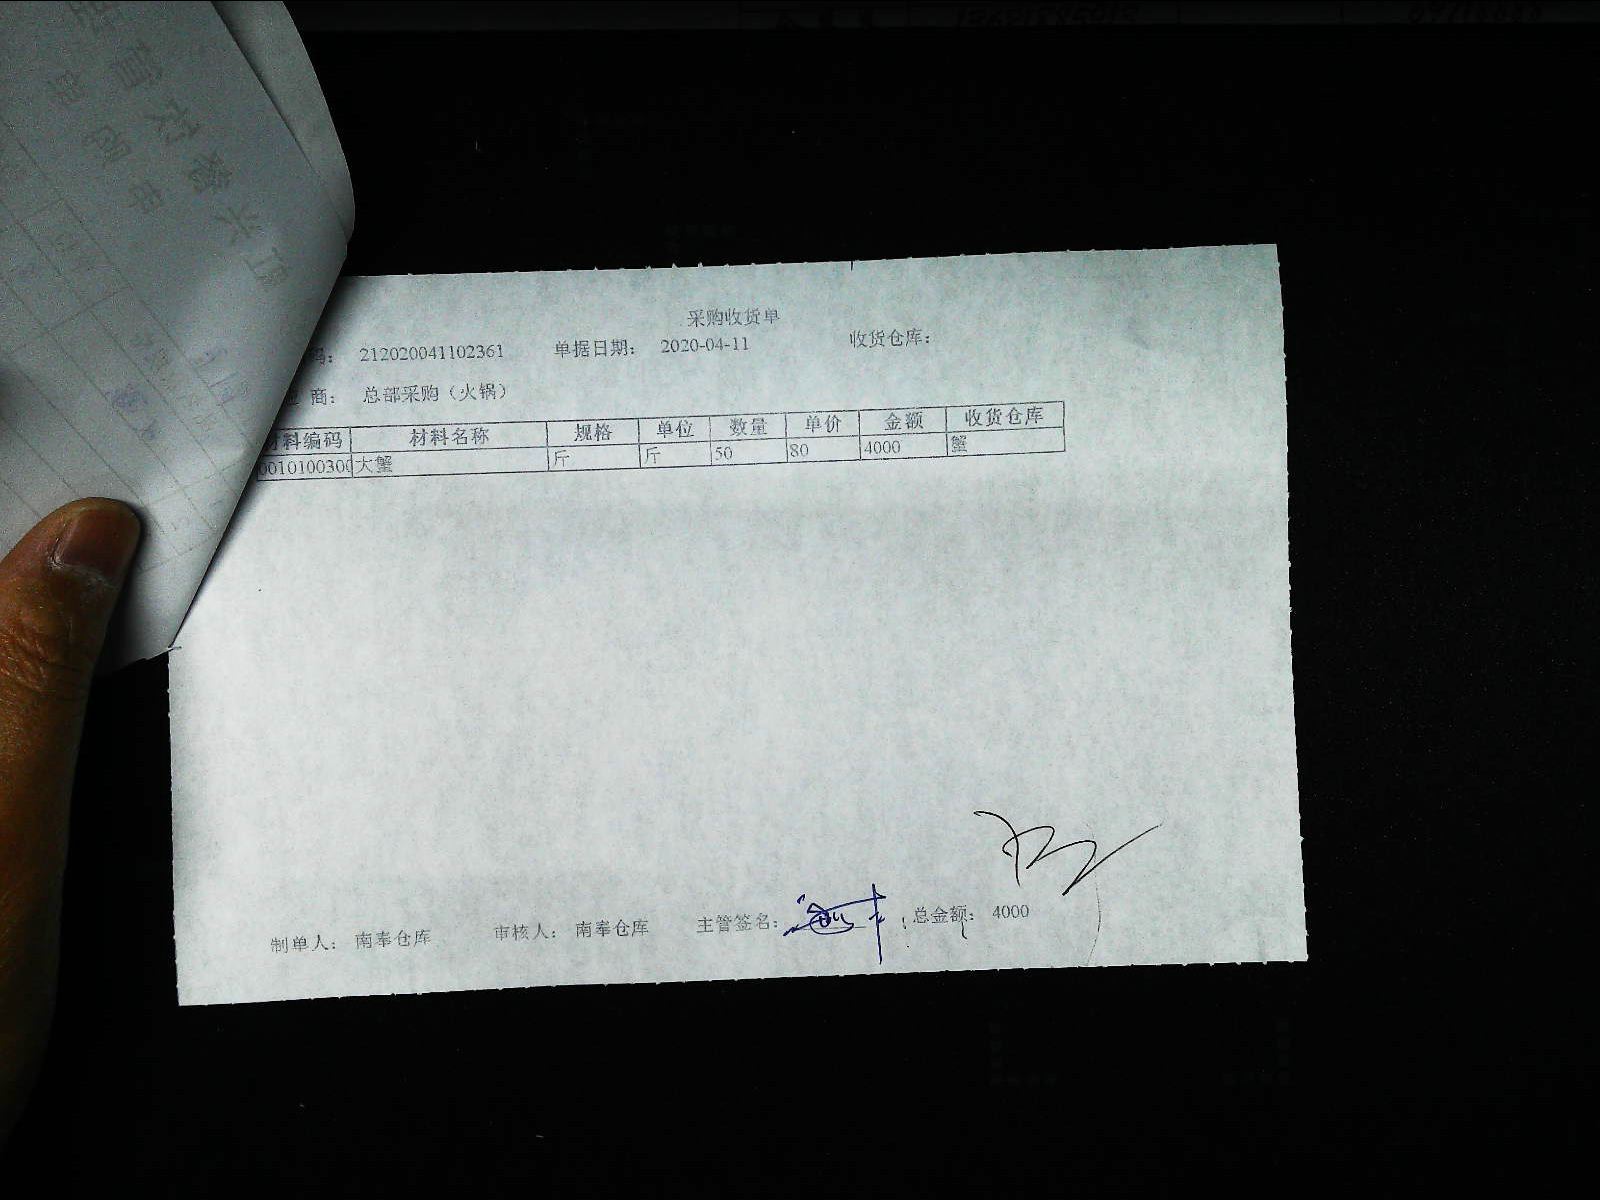 采购收货单
码： 212020041102361 单据日期： 2020-04-11 收货仓库：
商： 总部采购（火锅）
材料编码 材料名称 规格 单位 数量 单价 金额 收货仓库
0010100300 大蟹 斤 斤 50 80 4000 蟹
制单人： 南奉仓库 审核人： 南奉仓库 主管签名： 总金额： 4000